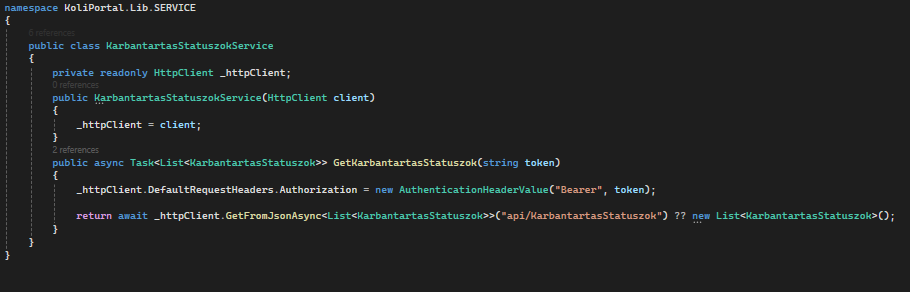 namespace KoliPortal.Lib.SERVICE
{
6 references
public class KarbantartasStatuszokService
{
private readonly HttpClient _httpClient;
0 references
public KarbantartasStatuszokService(HttpClient client)
{
_httpClient = client;
}
2 references
public async Task<List<KarbantartasStatuszok>> GetKarbantartasStatuszok(string token)
{
_httpClient.DefaultRequestHeaders.Authorization = new AuthenticationHeaderValue("Bearer", token);
return await _httpClient.GetFromJsonAsync<List<KarbantartasStatuszok>>("api/KarbantartasStatuszok") ?? new List<KarbantartasStatuszok>();
}
}
}